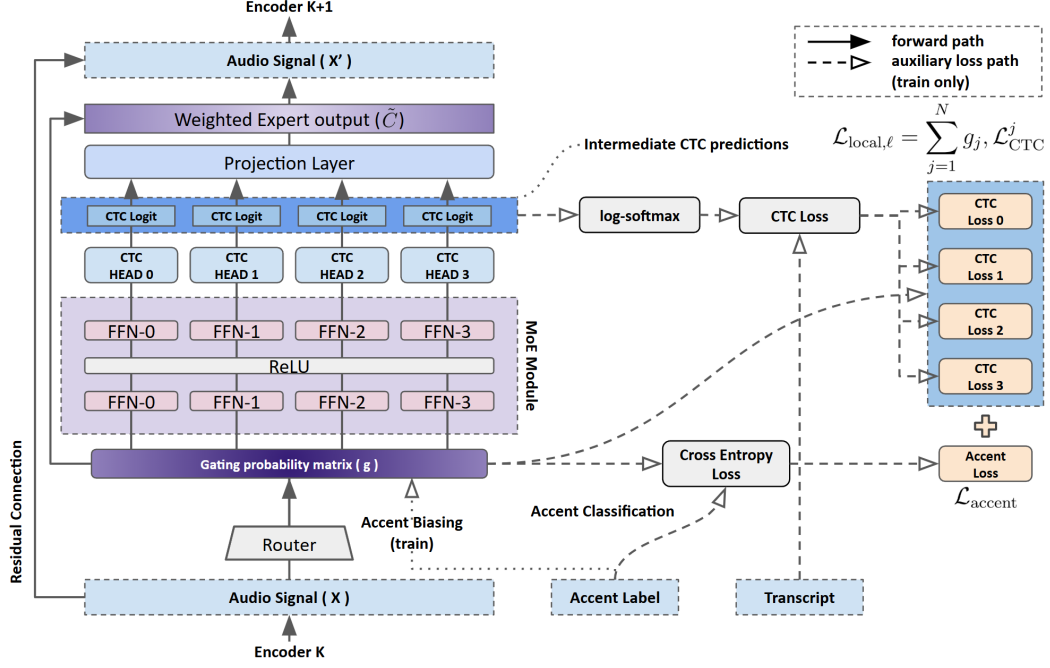 Encoder K+1
Audio Signal ( X’ )
forward path
auxiliary loss path
(train only)
Weighted Expert output ( C̃ )
ℒ_local,ℓ = ∑_{j=1}^{N} g_j, ℒ^j_CTC
Intermediate CTC predictions
Projection Layer
CTC Logit
CTC Logit
CTC Logit
CTC Logit
log-softmax
CTC Loss
CTC
Loss 0
CTC
Loss 1
CTC
Loss 2
CTC
Loss 3
CTC
HEAD 0
CTC
HEAD 1
CTC
HEAD 2
CTC
HEAD 3
FFN-0
FFN-1
FFN-2
FFN-3
ReLU
FFN-0
FFN-1
FFN-2
FFN-3
MoE Module
Gating probability matrix ( g )
Cross Entropy
Loss
Accent
Loss
ℒ_accent
Residual Connection
Accent Biasing
(train)
Accent Classification
Router
Audio Signal ( X )
Accent Label
Transcript
Encoder K